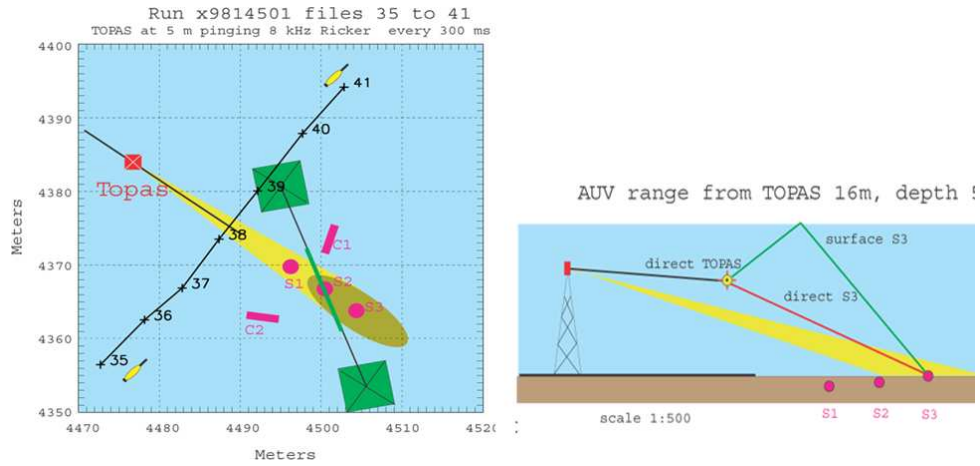 Run x9814501 files 35 to 41
TOPAS at 5 m pinging 8 kHz Ricker every 300 ms
4400
4390
4380
4370
4360
4350
Meters
41
40
39
38
37
36
35
Topas
C1
S1
S2
S3
C2
4470
4480
4490
4500
4510
4520
Meters
AUV range from TOPAS 16m, depth 5
surface S3
direct TOPAS
direct S3
S1
S2
S3
scale 1:500